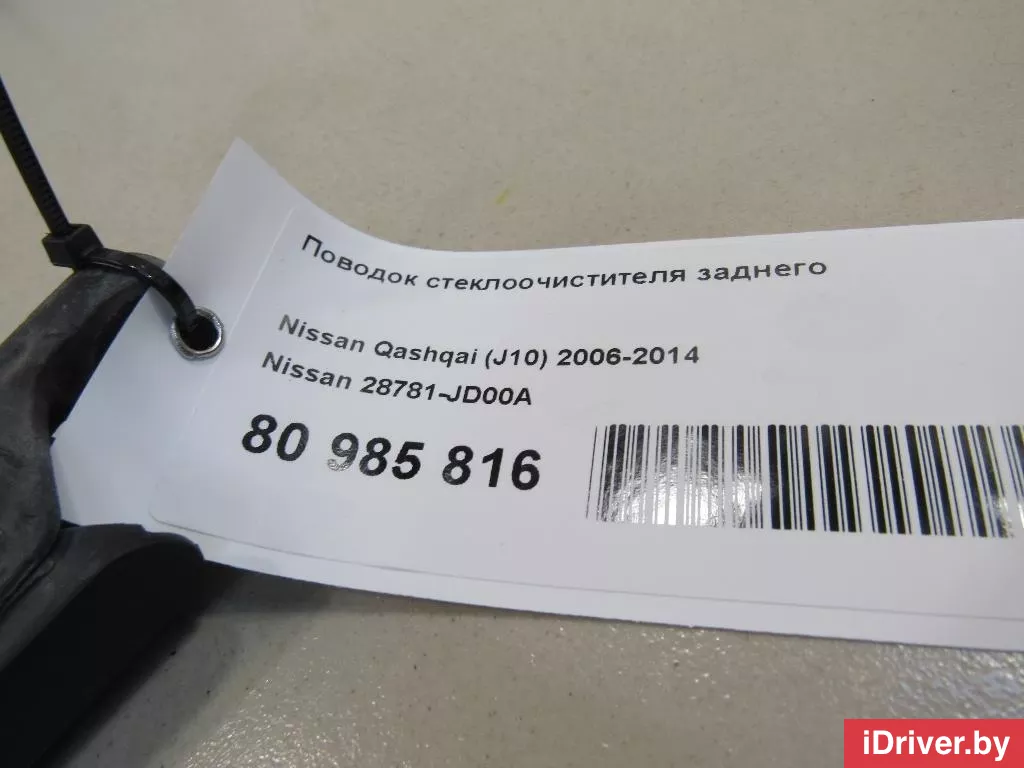 Поводок стеклоочистителя заднего
Nissan Qashqai (J10) 2006-2014
Nissan 28781-JD00A
80 985 816
iDriver.by